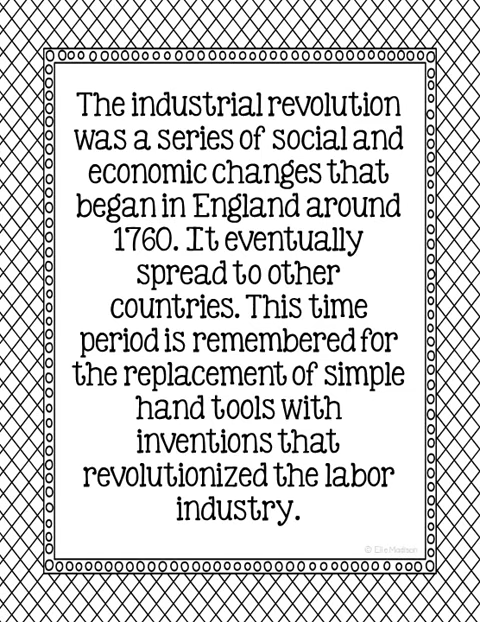 The industrial revolution
was a series of social and
economic changes that
began in England around
1760. It eventually
spread to other
countries. This time
period is remembered for
the replacement of simple
hand tools with
inventions that
revolutionized the labor
industry.
© Elle Madison